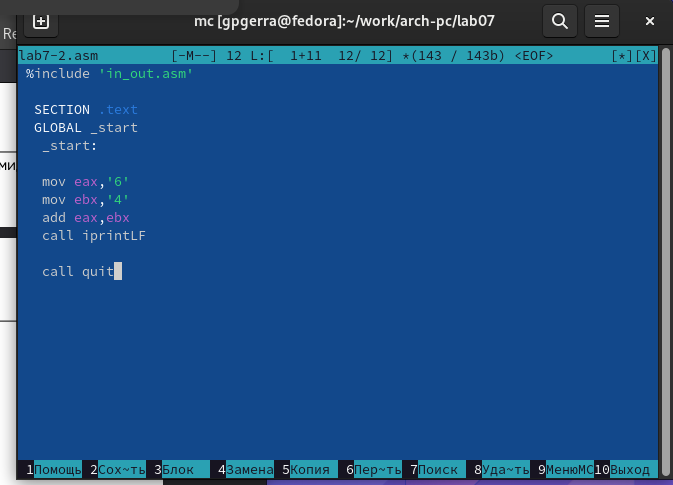 Re
mc [gpgerra@fedora]:~/work/arch-pc/lab07
lab7-2.asm [-M--] 12 L:[ 1+11 12/ 12] *(143 / 143b) <EOF> [*][X]
%include 'in_out.asm'
SECTION .text
GLOBAL _start
_start:
ми
mov eax,'6'
mov ebx,'4'
add eax,ebx
call iprintLF
call quit
1Помощь 2Сох~ть 3Блок 4Замена 5Копия 6Пер~ть 7Поиск 8Уда~ть 9МенюMC 10Выход